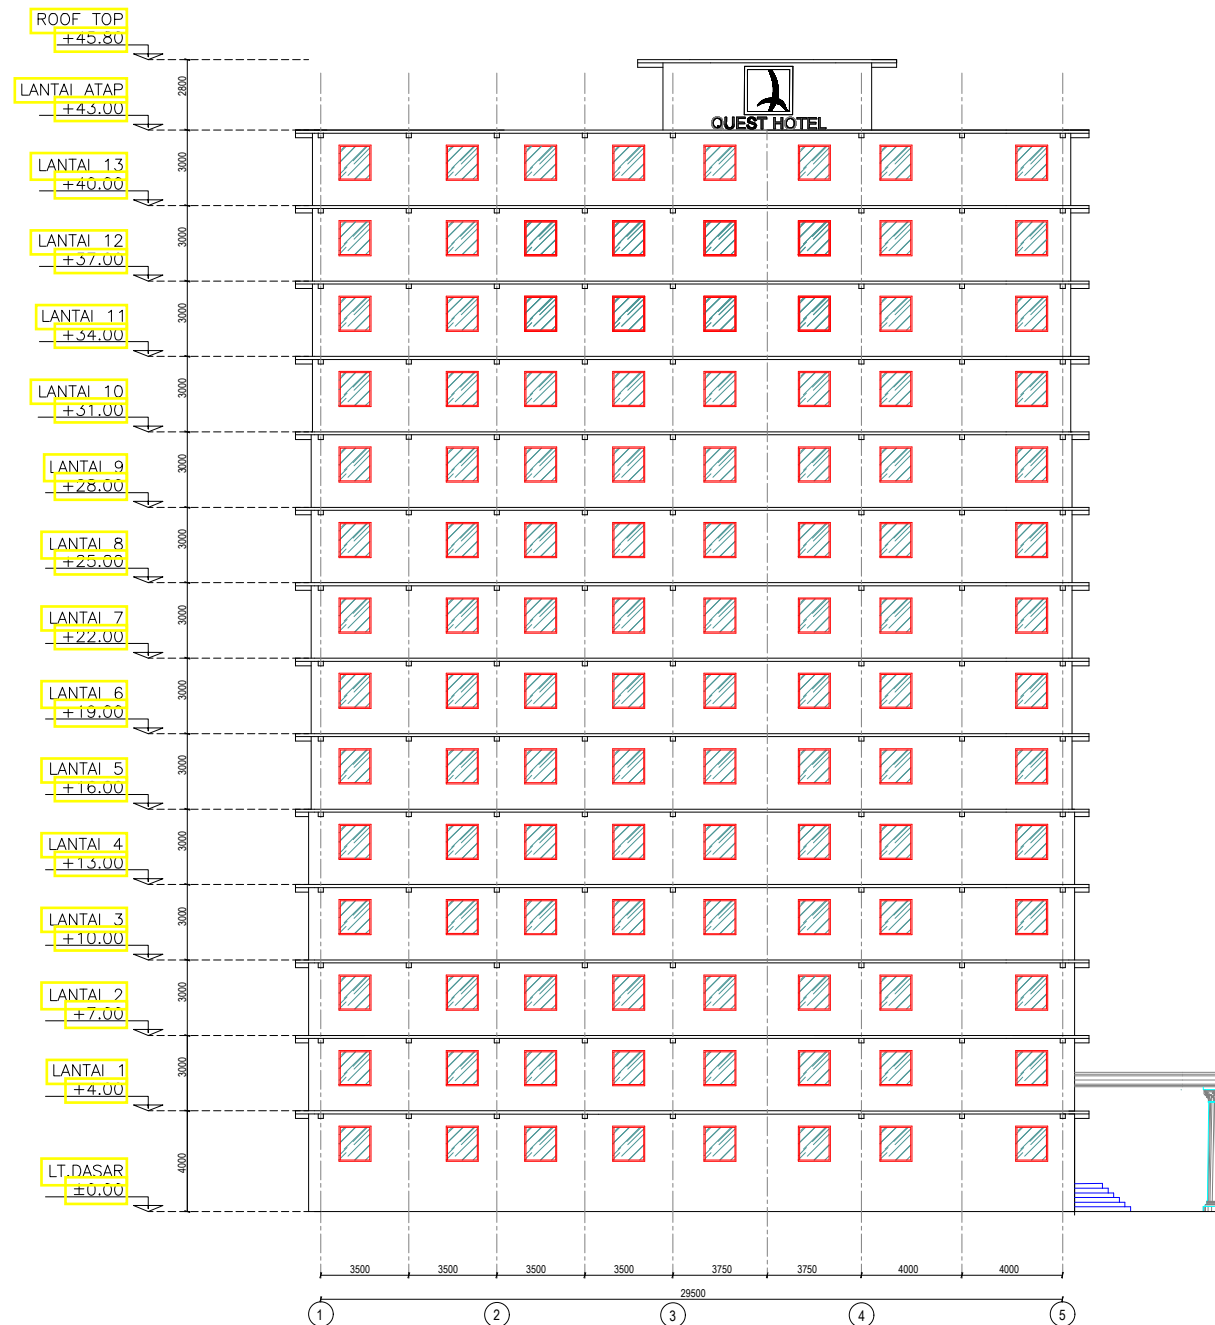 ROOF TOP
+45.80
2800
LANTAI ATAP
+43.00
QUEST HOTEL
LANTAI 13
+40.00
3000
LANTAI 12
+37.00
3000
LANTAI 11
+34.00
3000
LANTAI 10
+31.00
3000
LANTAI 9
+28.00
3000
LANTAI 8
+25.00
3000
LANTAI 7
+22.00
3000
LANTAI 6
+19.00
3000
LANTAI 5
+16.00
3000
LANTAI 4
+13.00
3000
LANTAI 3
+10.00
3000
LANTAI 2
+7.00
3000
LANTAI 1
+4.00
3000
LT.DASAR
±0.00
4000
3500 3500 3500 3500 3750 3750 4000 4000
29500
1 2 3 4 5